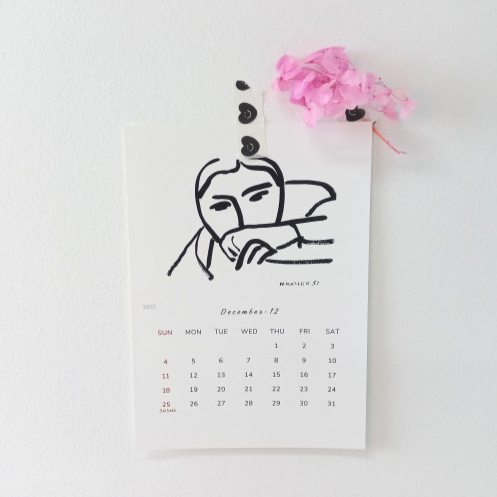 H·MATISSE 51
2022
December-12
SUN MON TUE WED THU FRI SAT
1 2 3
4 5 6 7 8 9 10
11 12 13 14 15 16 17
18 19 20 21 22 23 24
25 26 27 28 29 30 31